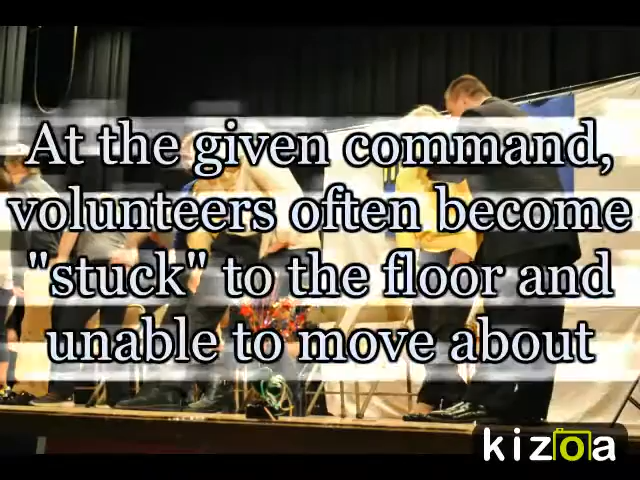 At the given command,
volunteers often become
"stuck" to the floor and
unable to move about
kizoa